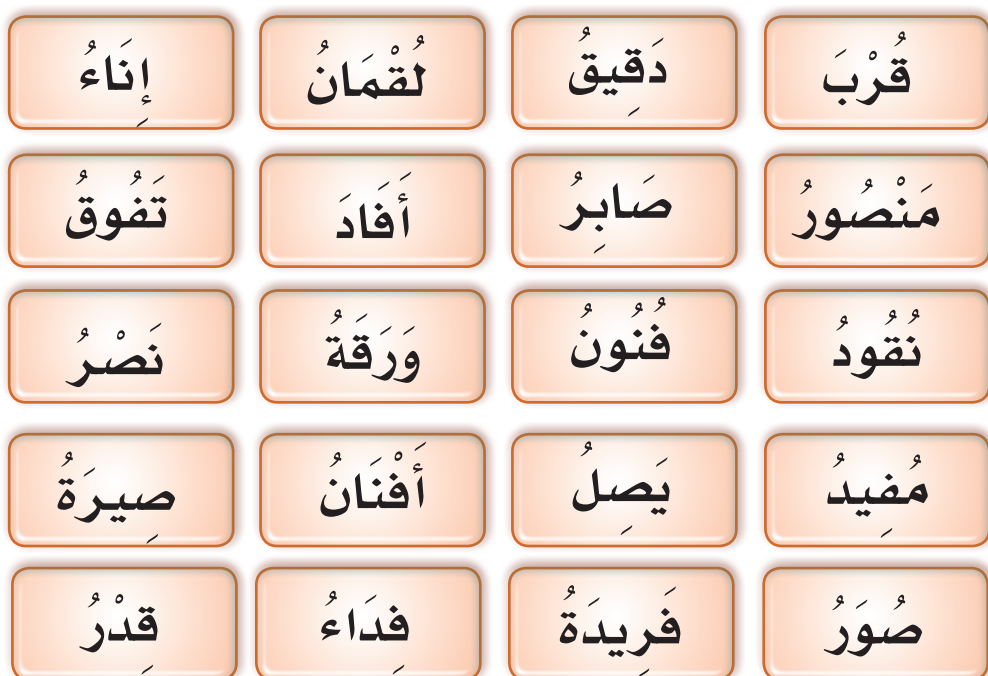 قُرْبَ دَقِيقُ لُقْمَانُ إِنَاءُ
مَنْصُورُ صَابِرُ أَفَادَ تَفُوقُ
نُقُودُ فُنُونُ وَرَقَةُ نَصْرُ
مُفِيدُ يَصِلُ أَفْنَانُ صِيرَةُ
صُوَرُ فَرِيدَةُ فِدَاءُ قِدْرُ